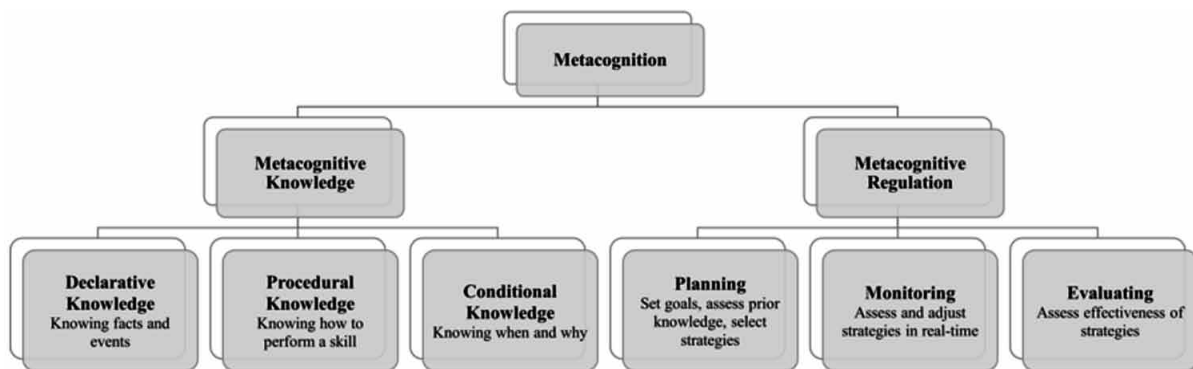 Metacognition
Metacognitive
Knowledge
Metacognitive
Regulation
Declarative
Knowledge
Knowing facts and
events
Procedural
Knowledge
Knowing how to
perform a skill
Conditional
Knowledge
Knowing when and why
Planning
Set goals, assess prior
knowledge, select
strategies
Monitoring
Assess and adjust
strategies in real-time
Evaluating
Assess effectiveness of
strategies